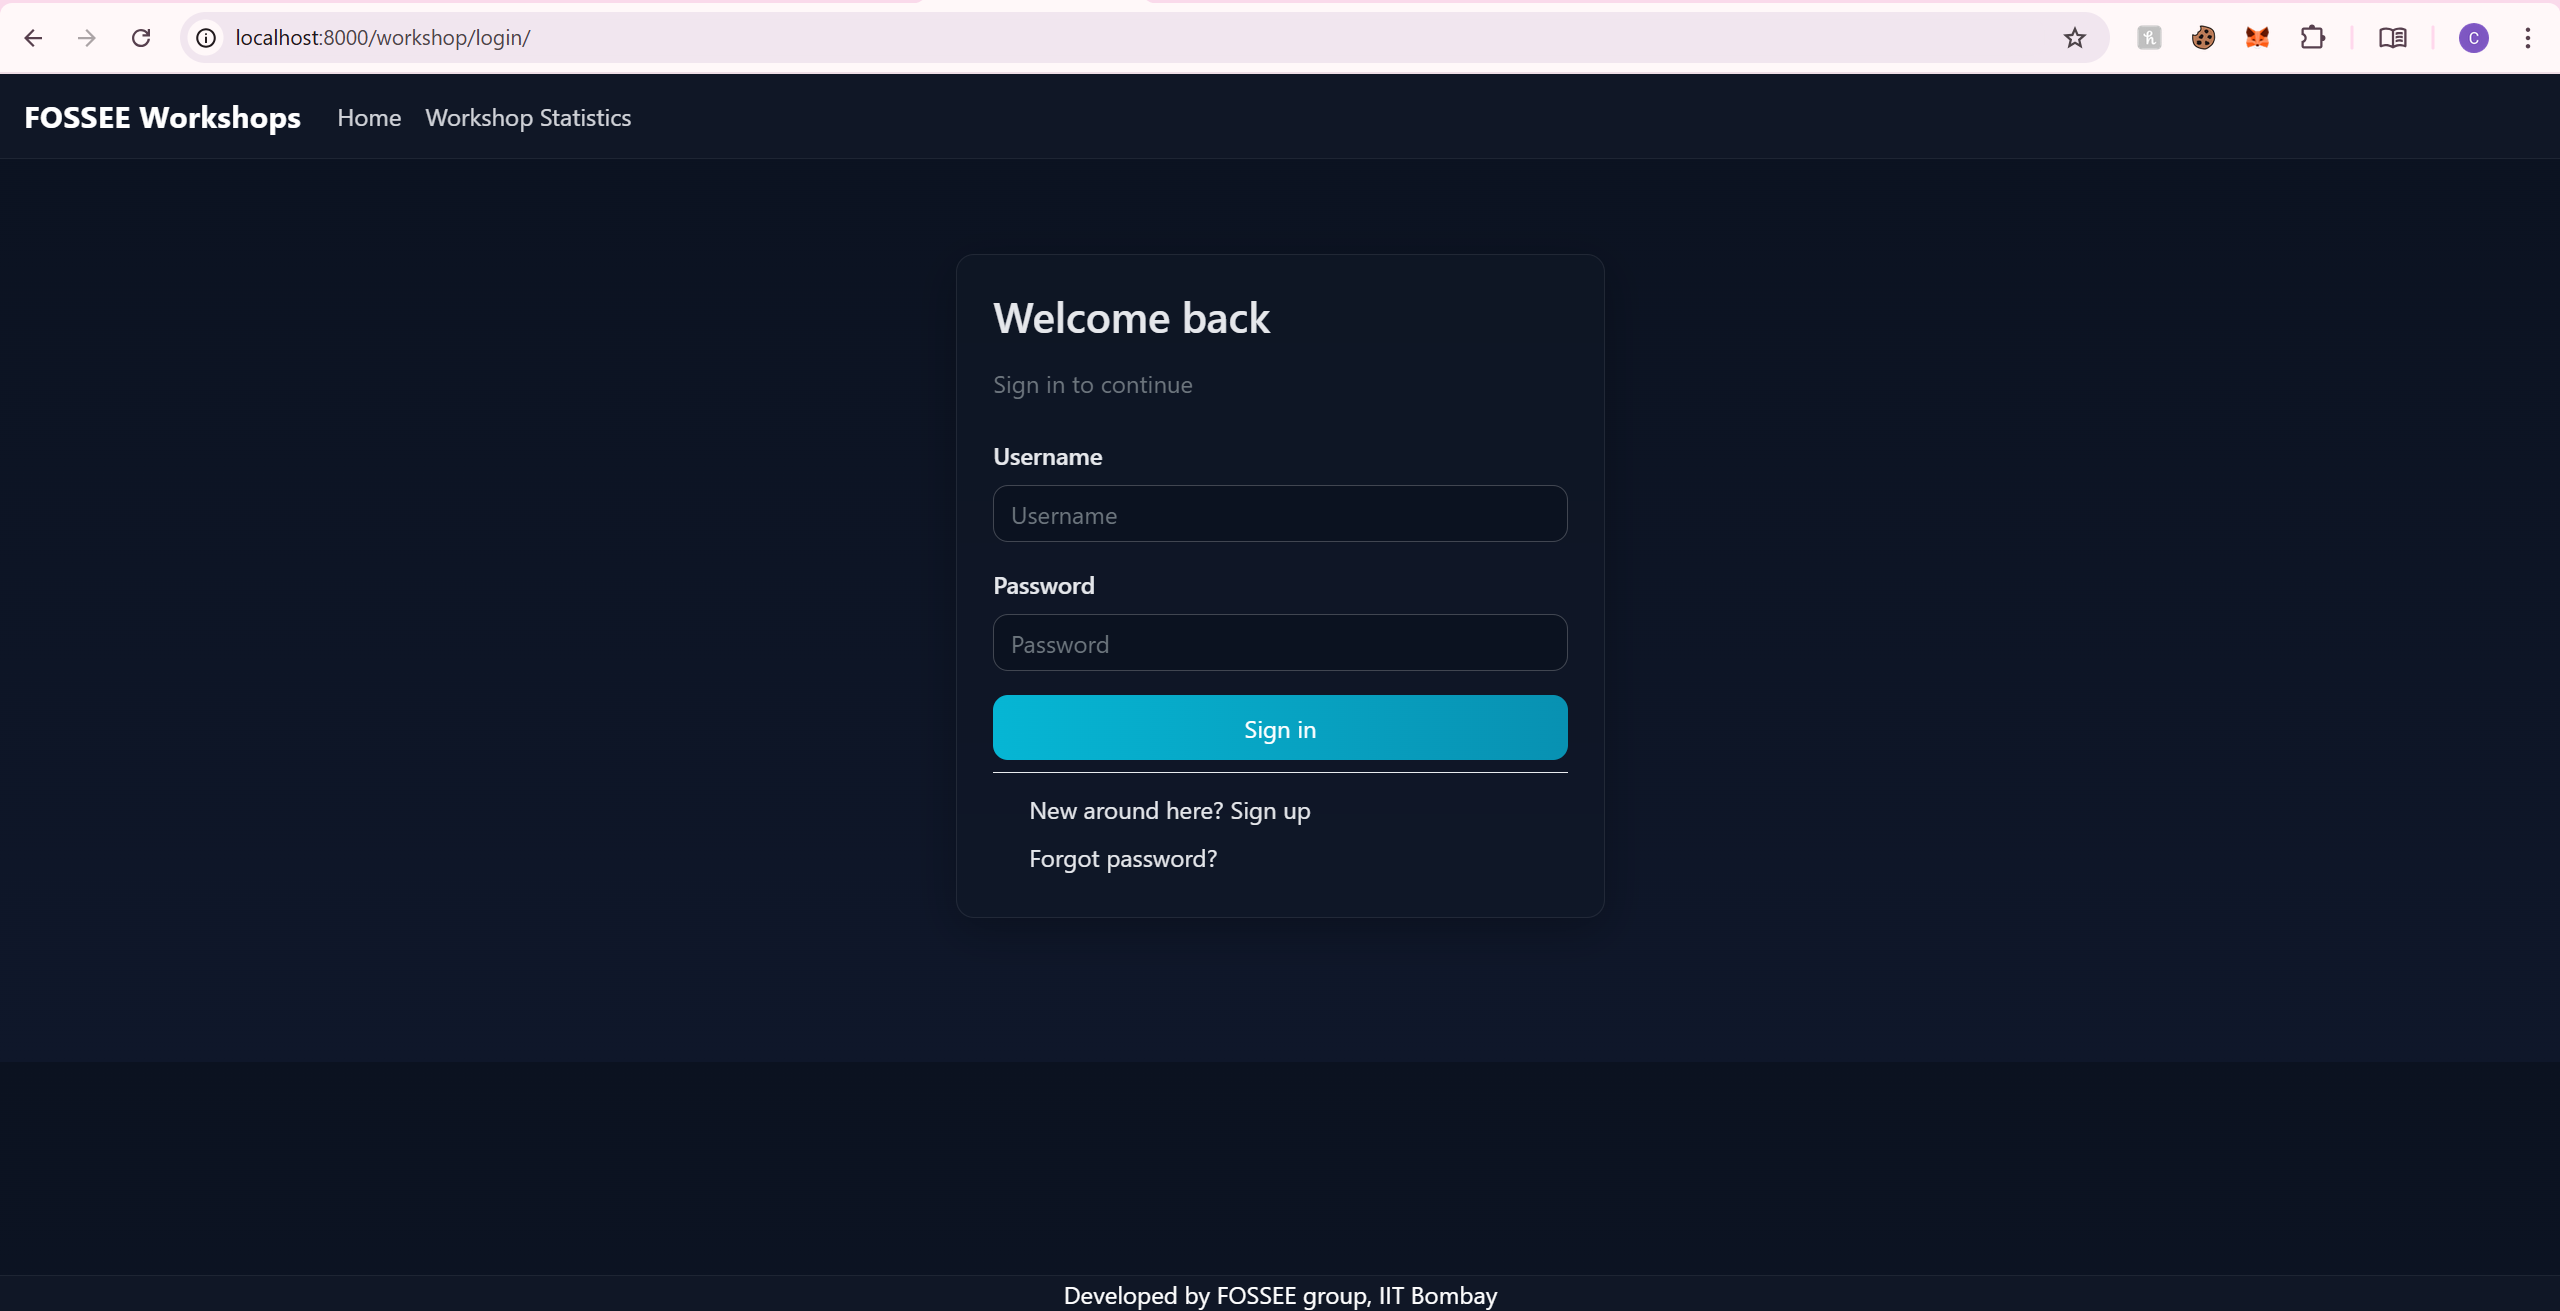 localhost:8000/workshop/login/
C
FOSSEE Workshops Home Workshop Statistics
Welcome back
Sign in to continue
Username
Username
Password
Password
Sign in
New around here? Sign up
Forgot password?
Developed by FOSSEE group, IIT Bombay